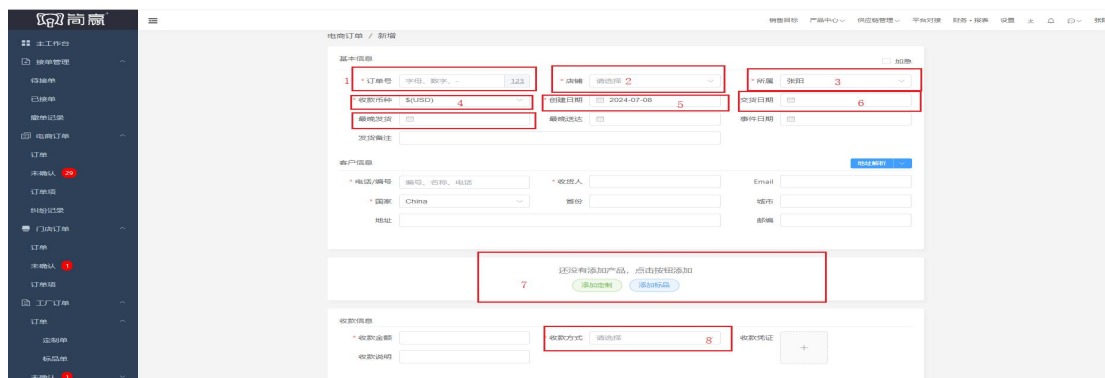 简赢
销售目标 产品中心 供应链管理 平台对接 财务·报表 设置
主工作台
接单管理
待接单
已接单
撤单记录
电商订单
订单
未确认 29
订单项
纠纷记录
门店订单
订单
未确认 1
订单项
工厂订单
订单
定制单
标品单
未确认 1
电商订单 / 新增
基本信息 加急
1 * 订单号 字母、数字、- 123 * 店铺 请选择 2 * 所属 张阳 3
* 收款币种 $(USD) 4 * 创建日期 2024-07-06 5 交货日期 6
最晚发货 最晚送达 事件日期
发货备注
客户信息 地址解析
* 电话/编号 编号、名称、电话 * 收货人 Email
* 国家 China 省份 城市
地址 邮编
还没有添加产品，点击按钮添加
7 添加定制 添加标品
收款信息
* 收款金额 收款方式 请选择 8 收款凭证
收款说明